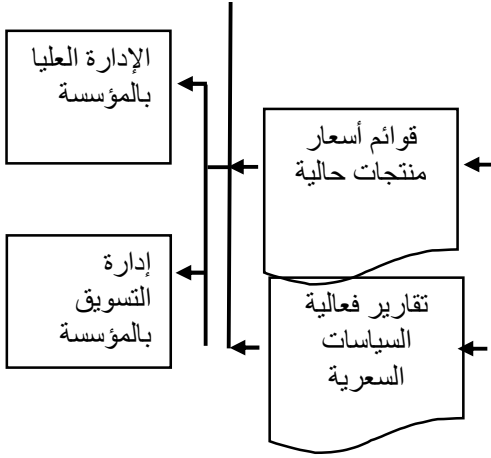 الإدارة العليا
بالمؤسسة
قوائم أسعار
منتجات حالية
إدارة
التسويق
بالمؤسسة
تقارير فعالية
السياسات
السعرية